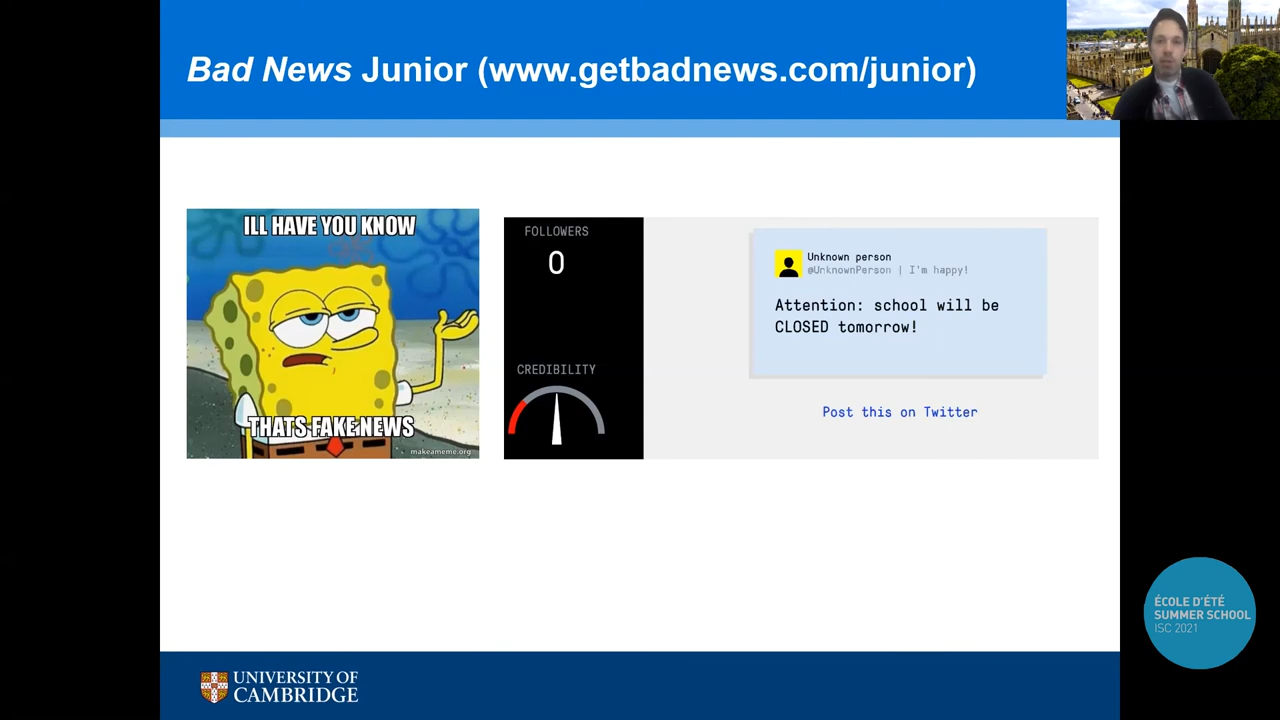 Bad News Junior (www.getbadnews.com/junior)
ILL HAVE YOU KNOW
THATS FAKE NEWS
makeameme.org
FOLLOWERS
0
CREDIBILITY
Unknown person
@UnknownPerson | I'm happy!
Attention: school will be
CLOSED tomorrow!
Post this on Twitter
UNIVERSITY OF
CAMBRIDGE
ÉCOLE D'ÉTÉ
SUMMER SCHOOL
ISC 2021